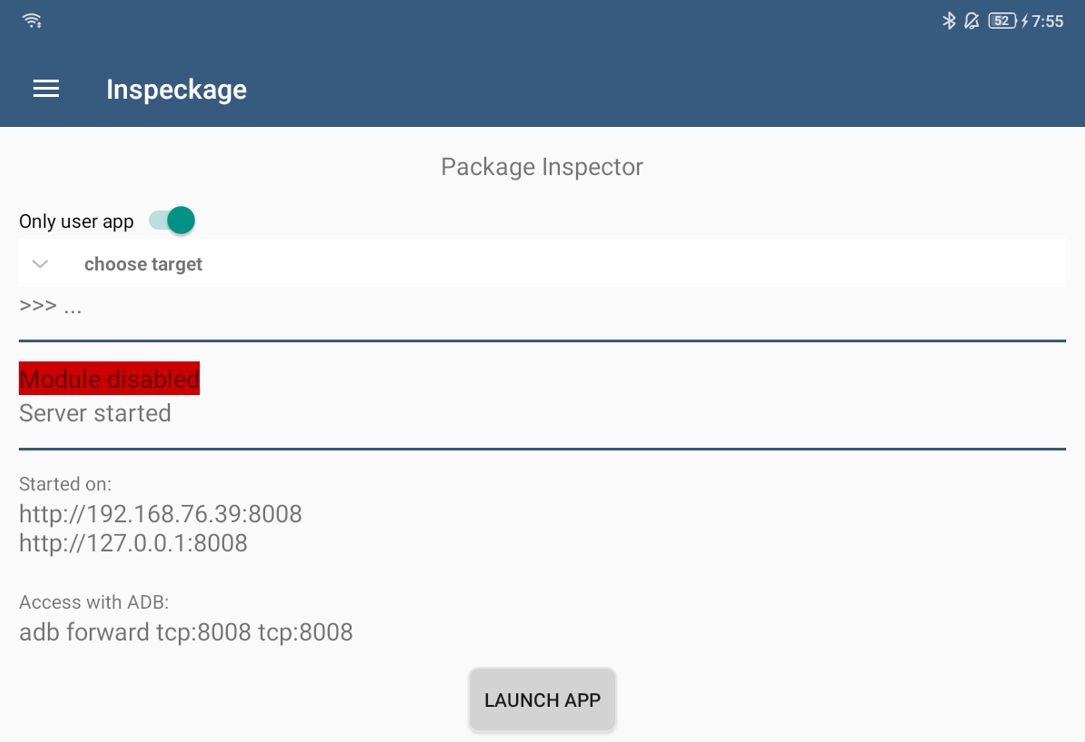 52 7:55
Inspeckage
Package Inspector
Only user app
choose target
>>> ...
Module disabled
Server started
Started on:
http://192.168.76.39:8008
http://127.0.0.1:8008
Access with ADB:
adb forward tcp:8008 tcp:8008
LAUNCH APP